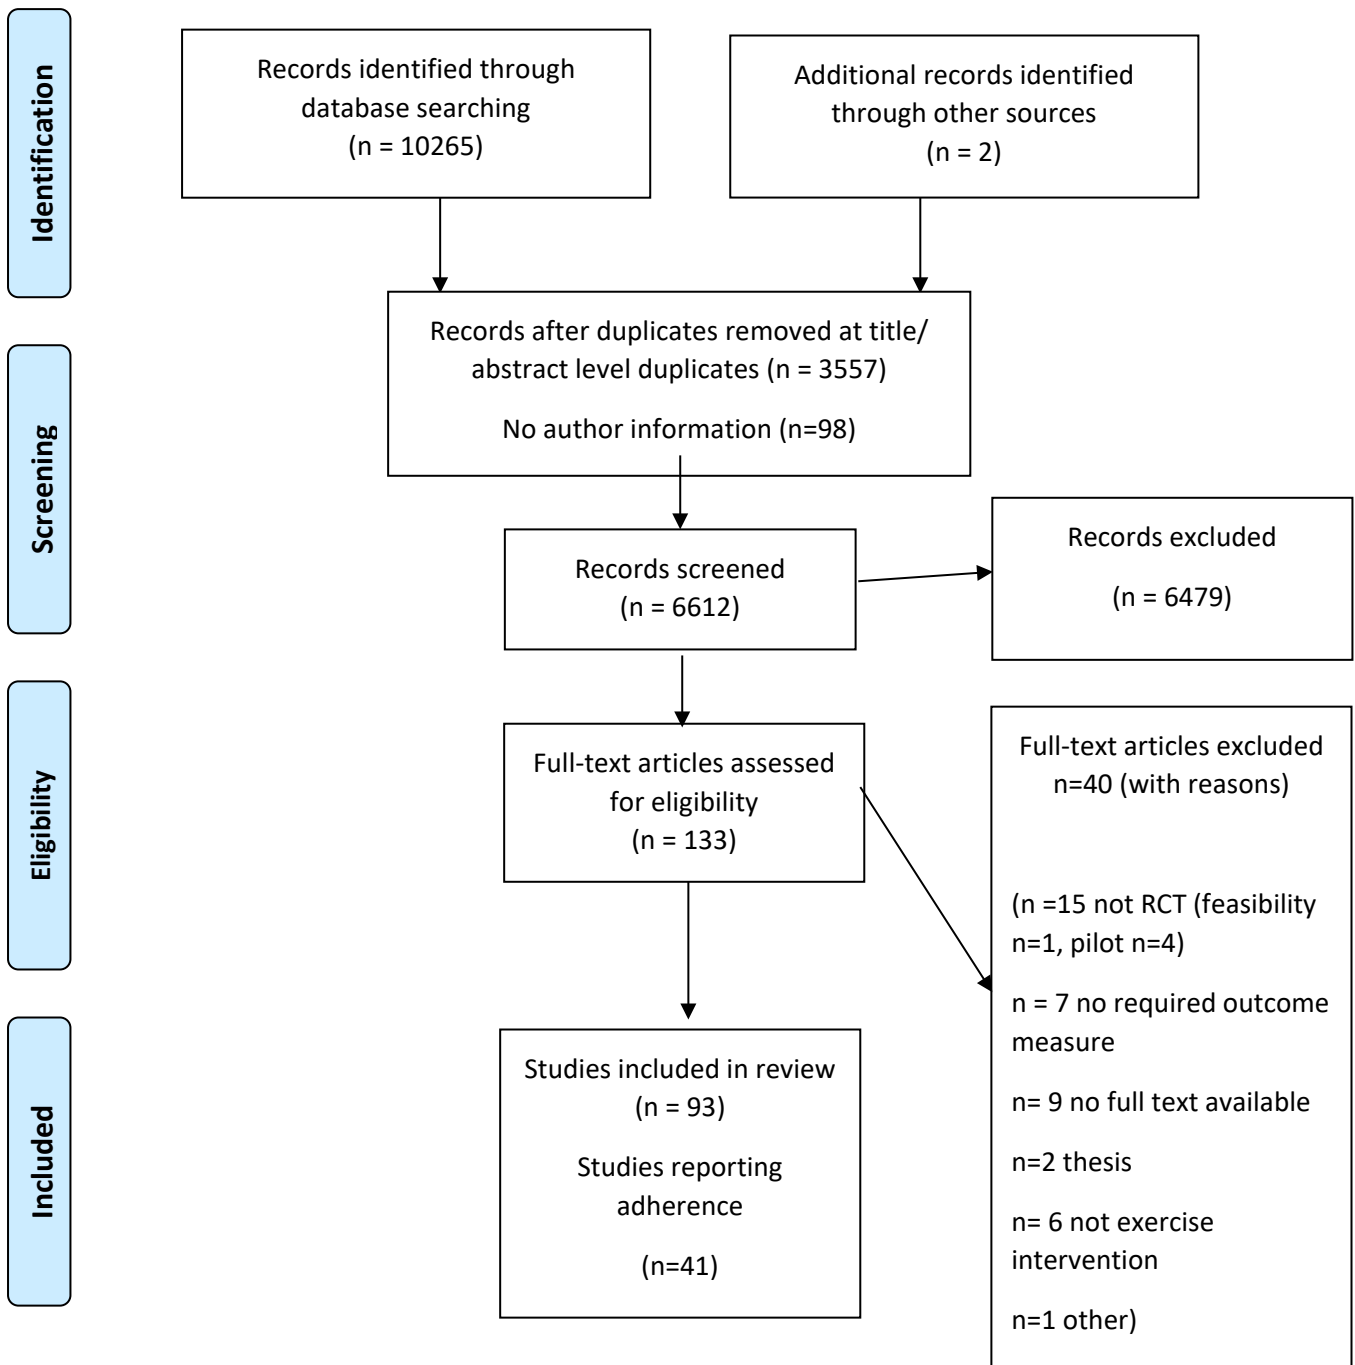 Identification
Records identified through
database searching
(n = 10265)
Additional records identified
through other sources
(n = 2)
Records after duplicates removed at title/
abstract level duplicates (n = 3557)
No author information (n=98)
Screening
Records screened
(n = 6612)
Records excluded
(n = 6479)
Eligibility
Full-text articles assessed
for eligibility
(n = 133)
Full-text articles excluded
n=40 (with reasons)
(n =15 not RCT (feasibility
n=1, pilot n=4)
n = 7 no required outcome
measure
n= 9 no full text available
n=2 thesis
n= 6 not exercise
intervention
n=1 other)
Included
Studies included in review
(n = 93)
Studies reporting
adherence
(n=41)